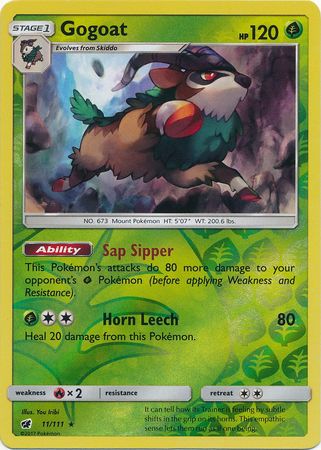 STAGE1 Gogoat HP 120
Evolves from Skiddo
NO. 673 Mount Pokémon HT: 5'07" WT: 200.6 lbs.
Ability Sap Sipper
This Pokémon's attacks do 80 more damage to your
opponent's Pokémon (before applying Weakness and
Resistance).
Horn Leech 80
Heal 20 damage from this Pokémon.
weakness ×2 resistance retreat
Illus. You Iribi
11/111 ★
©2017 Pokémon
It can tell how its Trainer is feeling by subtle
shifts in the grip on its horns. This empathic
sense lets them run as if one being.